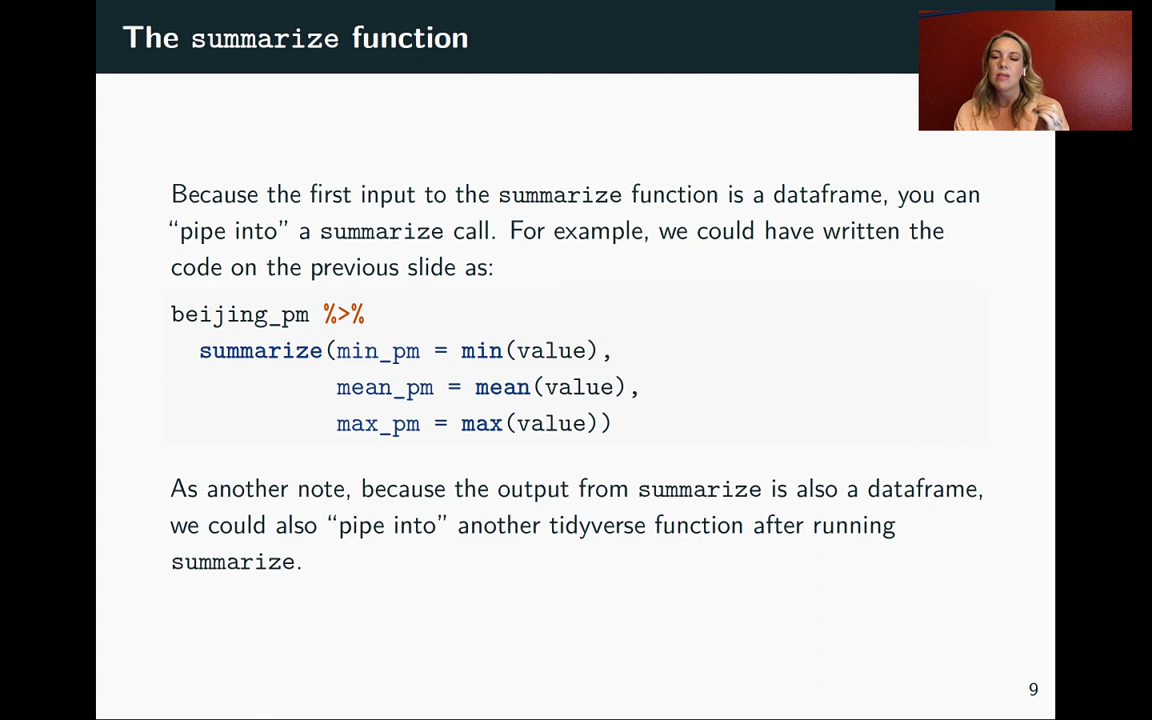 The summarize function
Because the first input to the summarize function is a dataframe, you can
“pipe into” a summarize call. For example, we could have written the
code on the previous slide as:
beijing_pm %>%
summarize(min_pm = min(value),
mean_pm = mean(value),
max_pm = max(value))
As another note, because the output from summarize is also a dataframe,
we could also “pipe into” another tidyverse function after running
summarize.
9